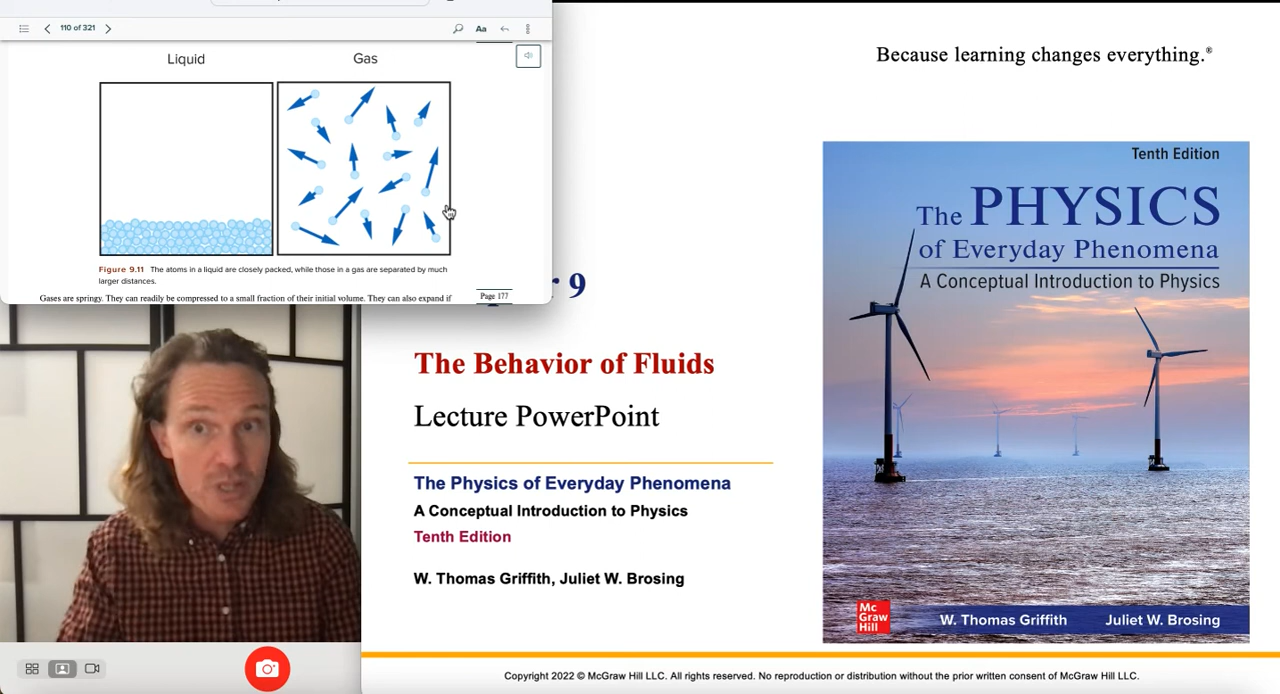 110 of 321
Aa
Liquid
Gas
Figure 9.11 The atoms in a liquid are closely packed, while those in a gas are separated by much
larger distances.
Gases are springy. They can readily be compressed to a small fraction of their initial volume. They can also expand if
Page 177
Because learning changes everything.®
9
The Behavior of Fluids
Lecture PowerPoint
The Physics of Everyday Phenomena
A Conceptual Introduction to Physics
Tenth Edition
W. Thomas Griffith, Juliet W. Brosing
Tenth Edition
The PHYSICS
of Everyday Phenomena
A Conceptual Introduction to Physics
Mc
Graw
Hill
W. Thomas Griffith Juliet W. Brosing
Copyright 2022 © McGraw Hill LLC. All rights reserved. No reproduction or distribution without the prior written consent of McGraw Hill LLC.